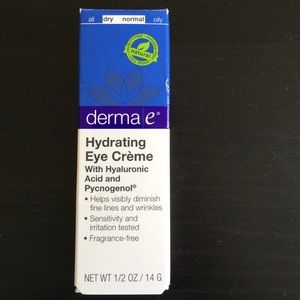 all dry normal oily
natural
derma e®
Hydrating
Eye Crème
With Hyaluronic
Acid and
Pycnogenol®
• Helps visibly diminish
fine lines and wrinkles
• Sensitivity and
irritation tested
• Fragrance-free
NET WT 1/2 OZ / 14 G